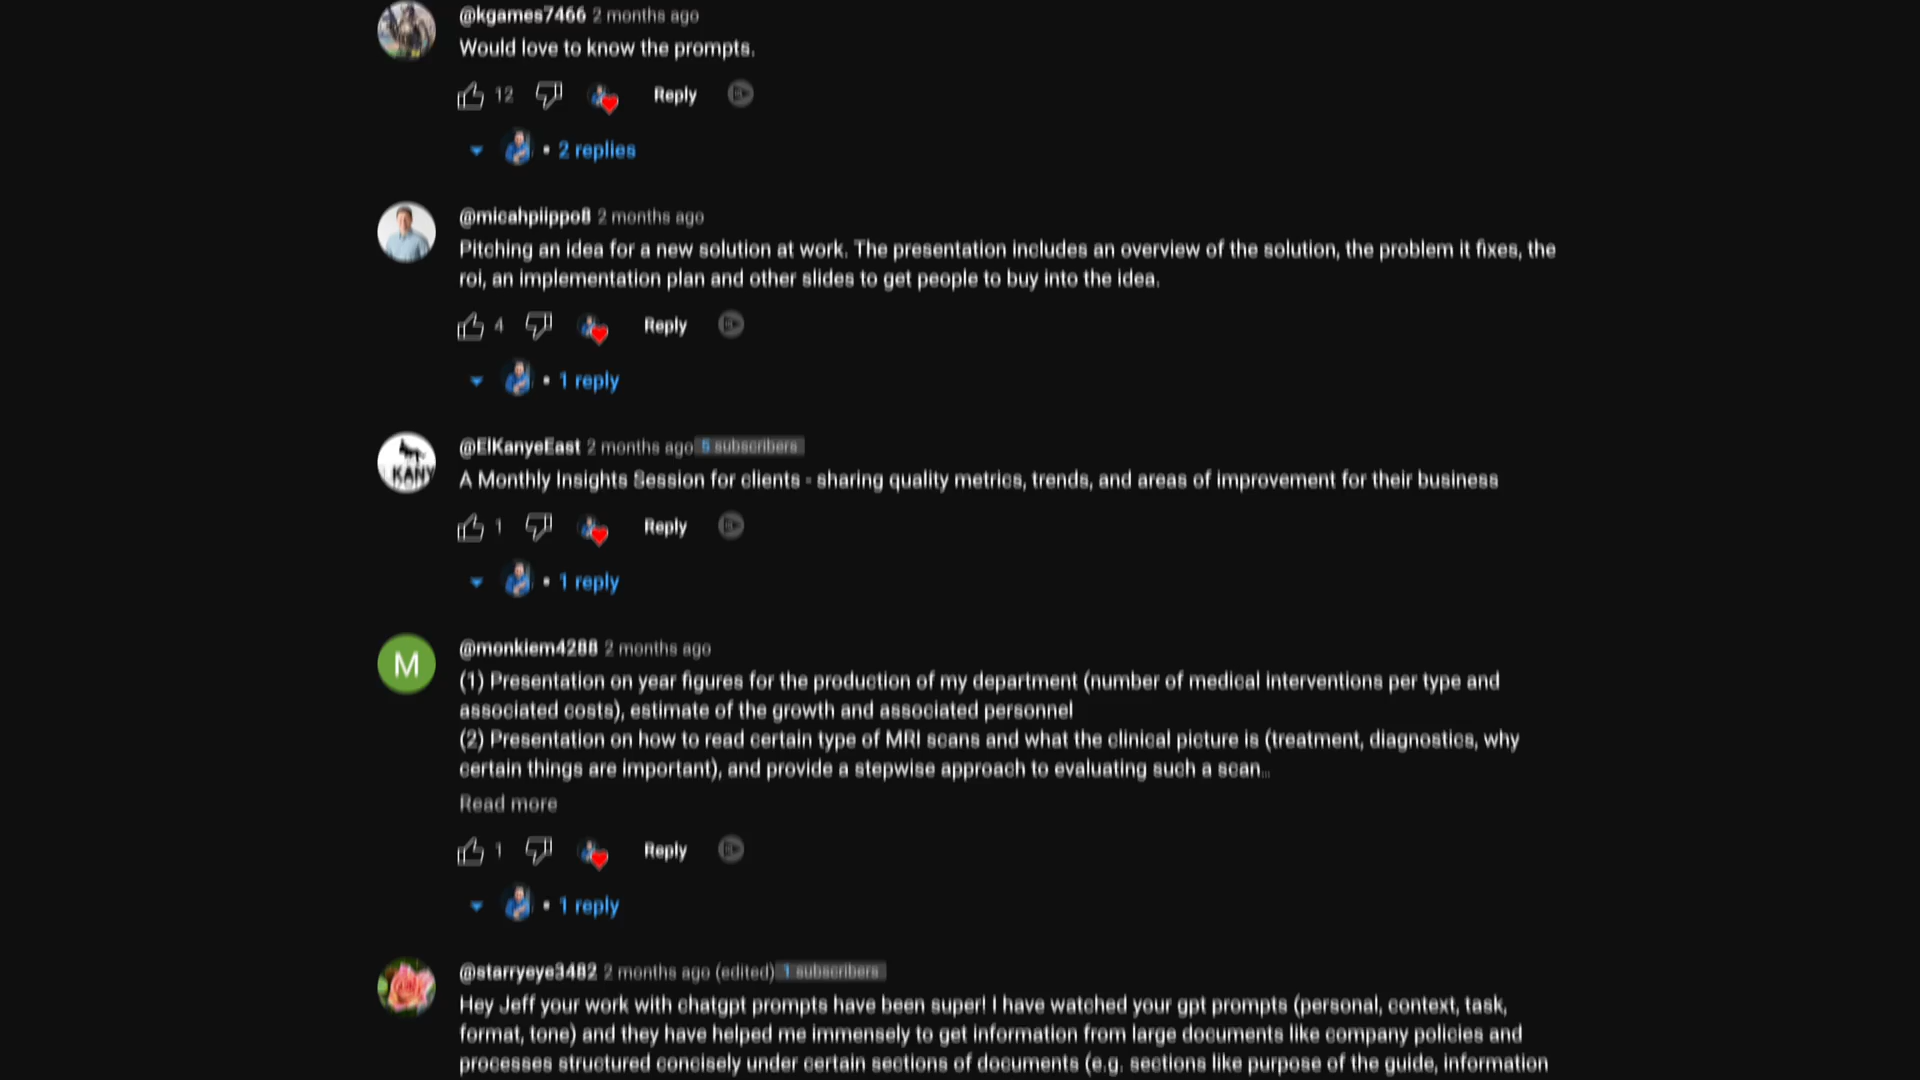 @kgames7466 2 months ago
Would love to know the prompts.
12 Reply
2 replies
@micahpiippo8 2 months ago
Pitching an idea for a new solution at work. The presentation includes an overview of the solution, the problem it fixes, the
roi, an implementation plan and other slides to get people to buy into the idea.
4 Reply
1 reply
@ElKanyeEast 2 months ago 5 subscribers
KANY
A Monthly Insights Session for clients - sharing quality metrics, trends, and areas of improvement for their business
1 Reply
1 reply
@monkiem4288 2 months ago
M
(1) Presentation on year figures for the production of my department (number of medical interventions per type and
associated costs), estimate of the growth and associated personnel
(2) Presentation on how to read certain type of MRI scans and what the clinical picture is (treatment, diagnostics, why
certain things are important), and provide a stepwise approach to evaluating such a scan...
Read more
1 Reply
1 reply
@starryeye3482 2 months ago (edited) 1 subscribers
Hey Jeff your work with chatgpt prompts have been super! I have watched your gpt prompts (personal, context, task,
format, tone) and they have helped me immensely to get information from large documents like company policies and
processes structured concisely under certain sections of documents (e.g. sections like purpose of the guide, information